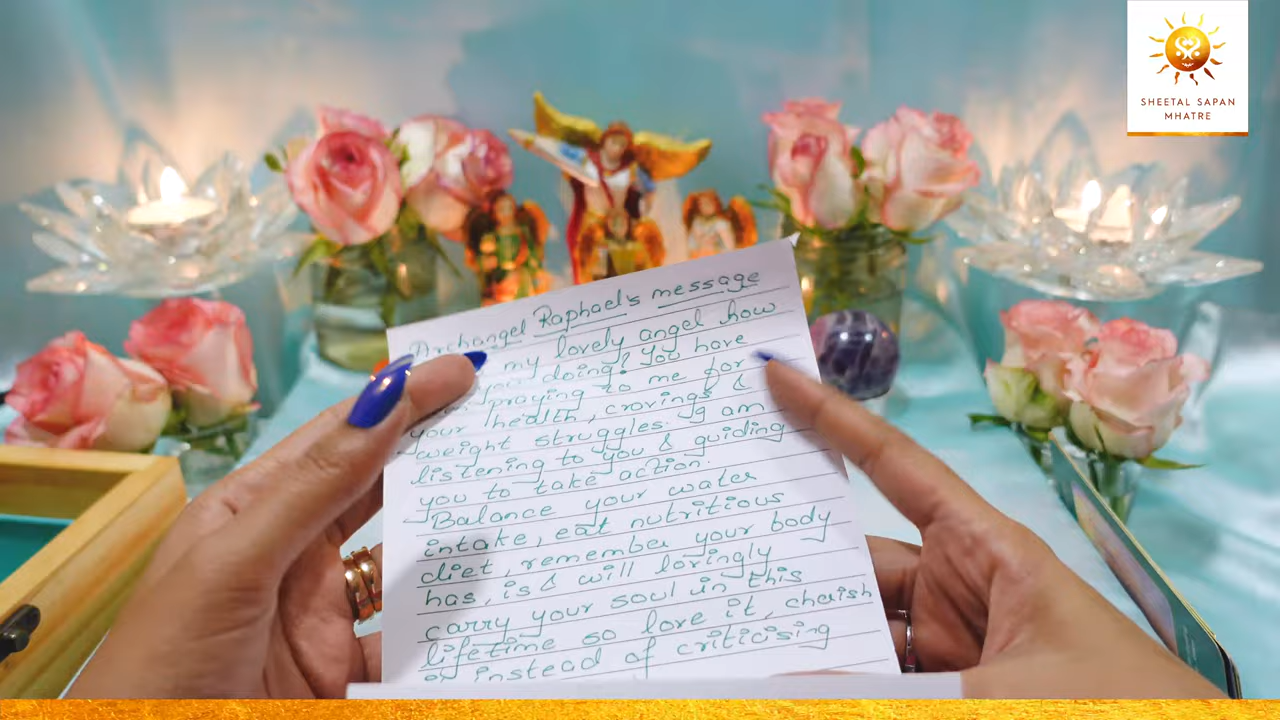 SHEETAL SAPAN
MHATRE
Archangel Raphael's message
my lovely angel how
you doing? You have
praying to me for
your health, cravings &
weight struggles. I am
listening to you & guiding
you to take action.
Balance your water
intake, eat nutritious
diet, remember your body
has, is & will lovingly
carry your soul in this
lifetime so love it, cherish
instead of criticising